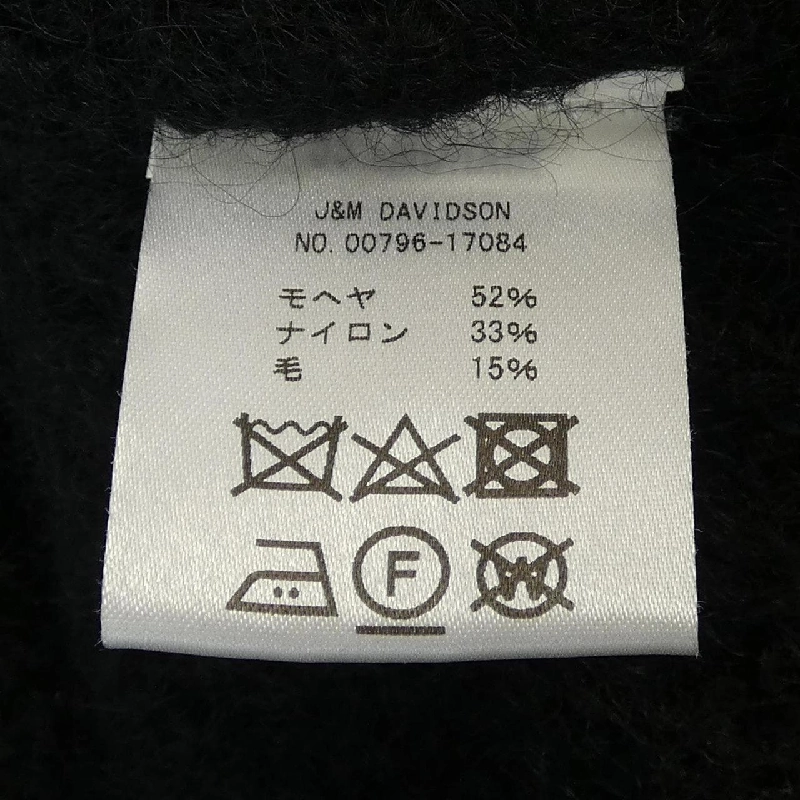 J&M DAVIDSON
NO. 00796-17084
モヘヤ 52%
ナイロン 33%
毛 15%
F W